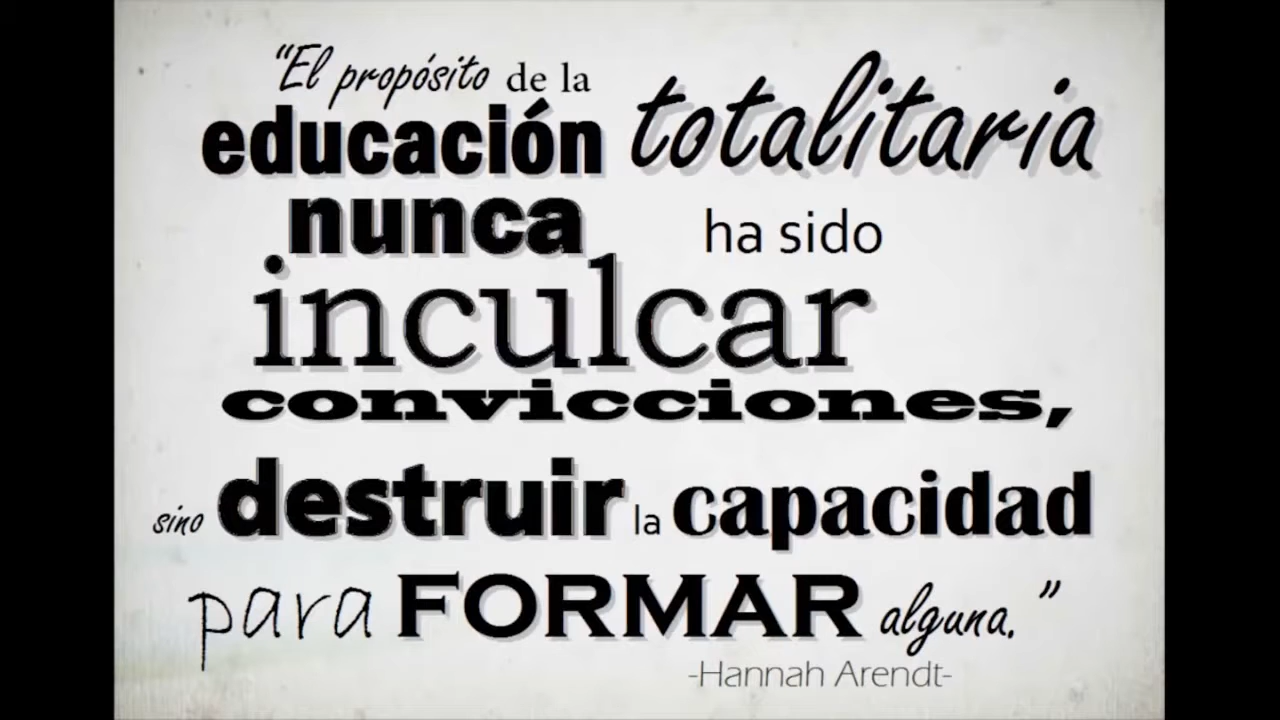 “El propósito de la
educación totalitaria
nunca ha sido
inculcar
convicciones,
sino destruir la capacidad
para FORMAR alguna.”
-Hannah Arendt-